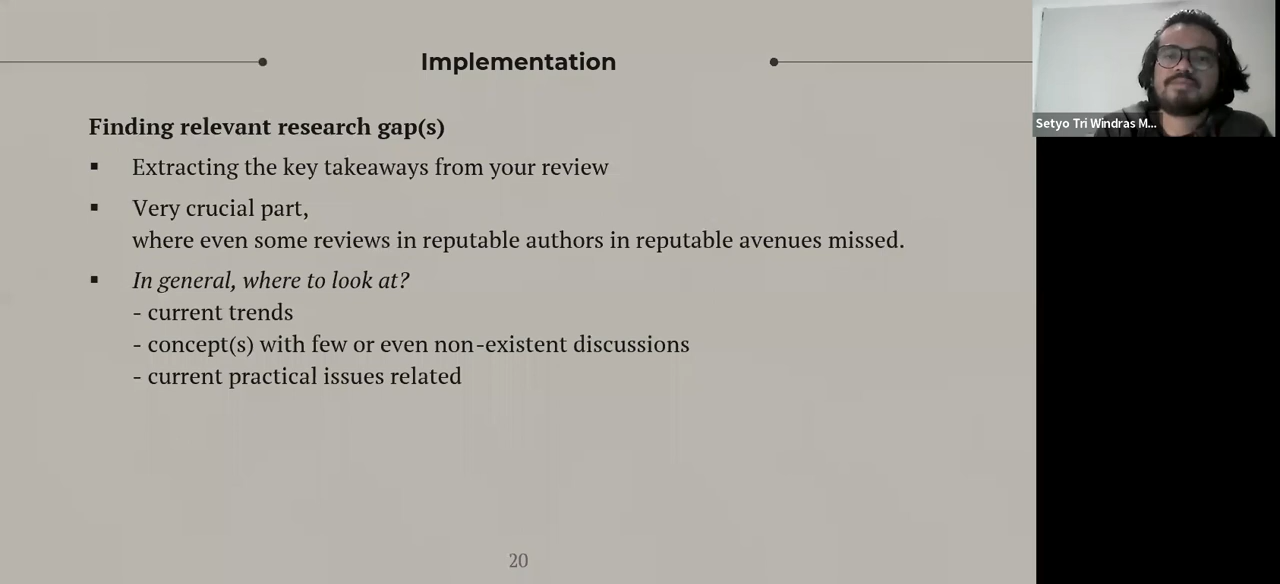 Implementation
Setyo Tri Windras M...
Finding relevant research gap(s)
▪ Extracting the key takeaways from your review
▪ Very crucial part,
where even some reviews in reputable authors in reputable avenues missed.
▪ In general, where to look at?
- current trends
- concept(s) with few or even non-existent discussions
- current practical issues related
20